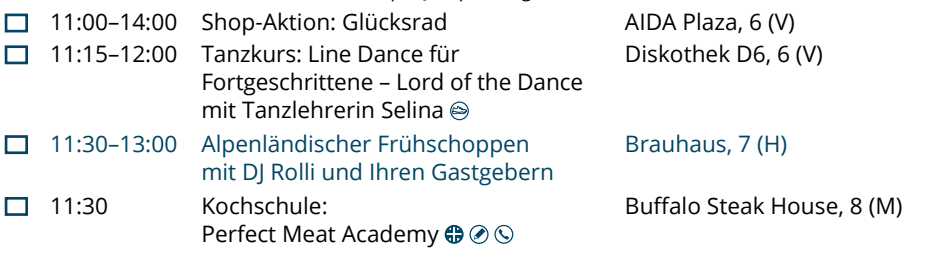 11:00–14:00 Shop-Aktion: Glücksrad AIDA Plaza, 6 (V)
11:15–12:00 Tanzkurs: Line Dance für Diskothek D6, 6 (V)
Fortgeschrittene – Lord of the Dance
mit Tanzlehrerin Selina
11:30–13:00 Alpenländischer Frühschoppen Brauhaus, 7 (H)
mit DJ Rolli und Ihren Gastgebern
11:30 Kochschule: Buffalo Steak House, 8 (M)
Perfect Meat Academy